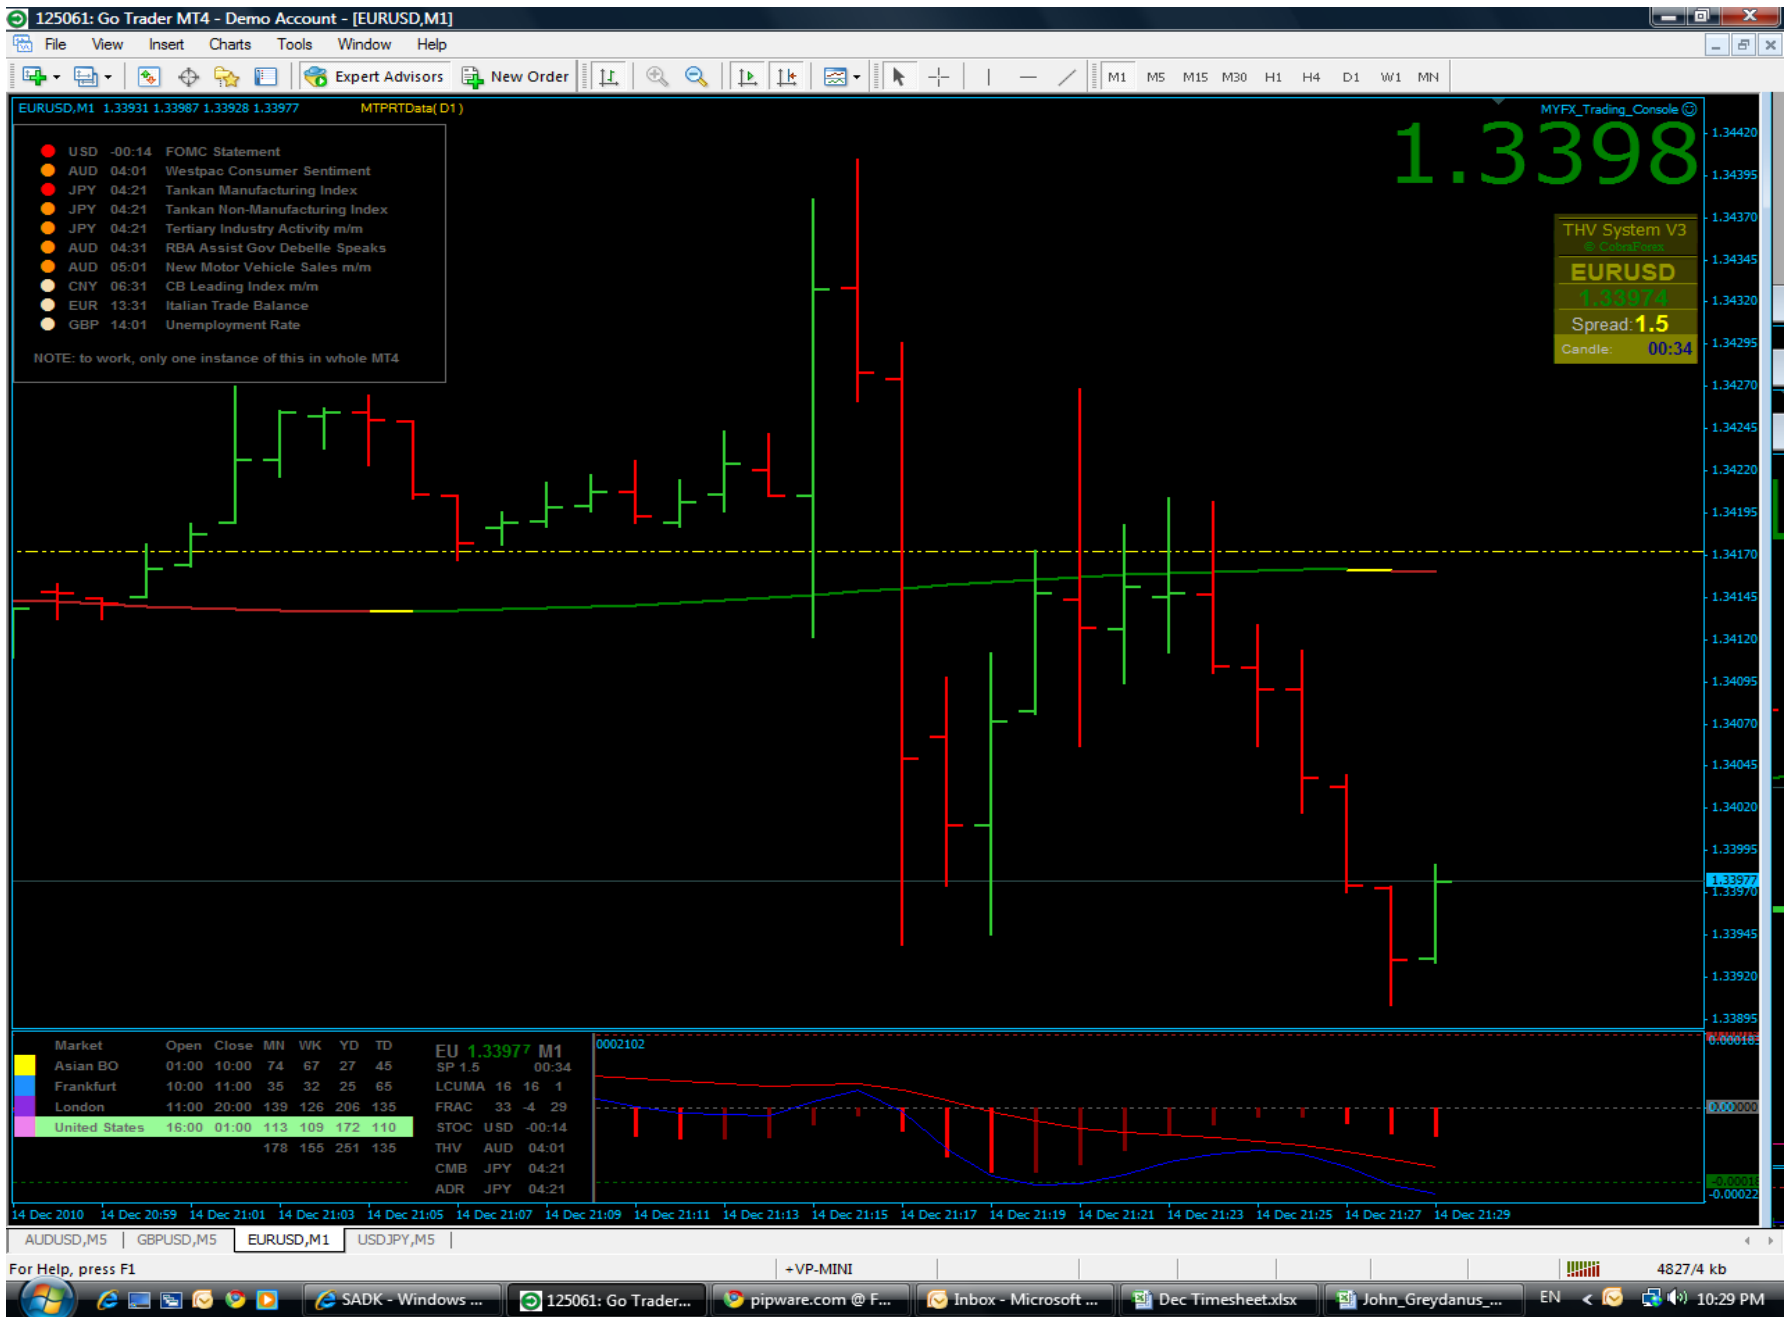 125061: Go Trader MT4 - Demo Account - [EURUSD,M1]
File View Insert Charts Tools Window Help
Expert Advisors New Order M1 M5 M15 M30 H1 H4 D1 W1 MN
EURUSD,M1 1.33931 1.33987 1.33928 1.33977 MTPRTData( D1 ) MYFX_Trading_Console
1.3398
USD -00:14 FOMC Statement
AUD 04:01 Westpac Consumer Sentiment
JPY 04:21 Tankan Manufacturing Index
JPY 04:21 Tankan Non-Manufacturing Index
JPY 04:21 Tertiary Industry Activity m/m
AUD 04:31 RBA Assist Gov Debelle Speaks
AUD 05:01 New Motor Vehicle Sales m/m
CNY 06:31 CB Leading Index m/m
EUR 13:31 Italian Trade Balance
GBP 14:01 Unemployment Rate
NOTE: to work, only one instance of this in whole MT4
THV System V3
© CobraForex
EURUSD
1.33974
Spread:1.5
Candle: 00:34
1.34420
1.34395
1.34370
1.34345
1.34320
1.34295
1.34270
1.34245
1.34220
1.34195
1.34170
1.34145
1.34120
1.34095
1.34070
1.34045
1.34020
1.33995
1.33977
1.33970
1.33945
1.33920
1.33895
Market Open Close MN WK YD TD
Asian BO 01:00 10:00 74 67 27 45
Frankfurt 10:00 11:00 35 32 25 65
London 11:00 20:00 139 126 206 135
United States 16:00 01:00 113 109 172 110
178 155 251 135
EU 1.33977 M1
SP 1.5 00:34
LCUMA 16 16 1
FRAC 33 -4 29
STOC USD -00:14
THV AUD 04:01
CMB JPY 04:21
ADR JPY 04:21
0002102
0.00000
-0.00022
14 Dec 2010 14 Dec 20:59 14 Dec 21:01 14 Dec 21:03 14 Dec 21:05 14 Dec 21:07 14 Dec 21:09 14 Dec 21:11 14 Dec 21:13 14 Dec 21:15 14 Dec 21:17 14 Dec 21:19 14 Dec 21:21 14 Dec 21:23 14 Dec 21:25 14 Dec 21:27 14 Dec 21:29
AUDUSD,M5 GBPUSD,M5 EURUSD,M1 USDJPY,M5
For Help, press F1 +VP-MINI 4827/4 kb
SADK - Windows ... 125061: Go Trader... pipware.com @ F... Inbox - Microsoft ... Dec Timesheet.xlsx John_Greydanus_... EN 10:29 PM